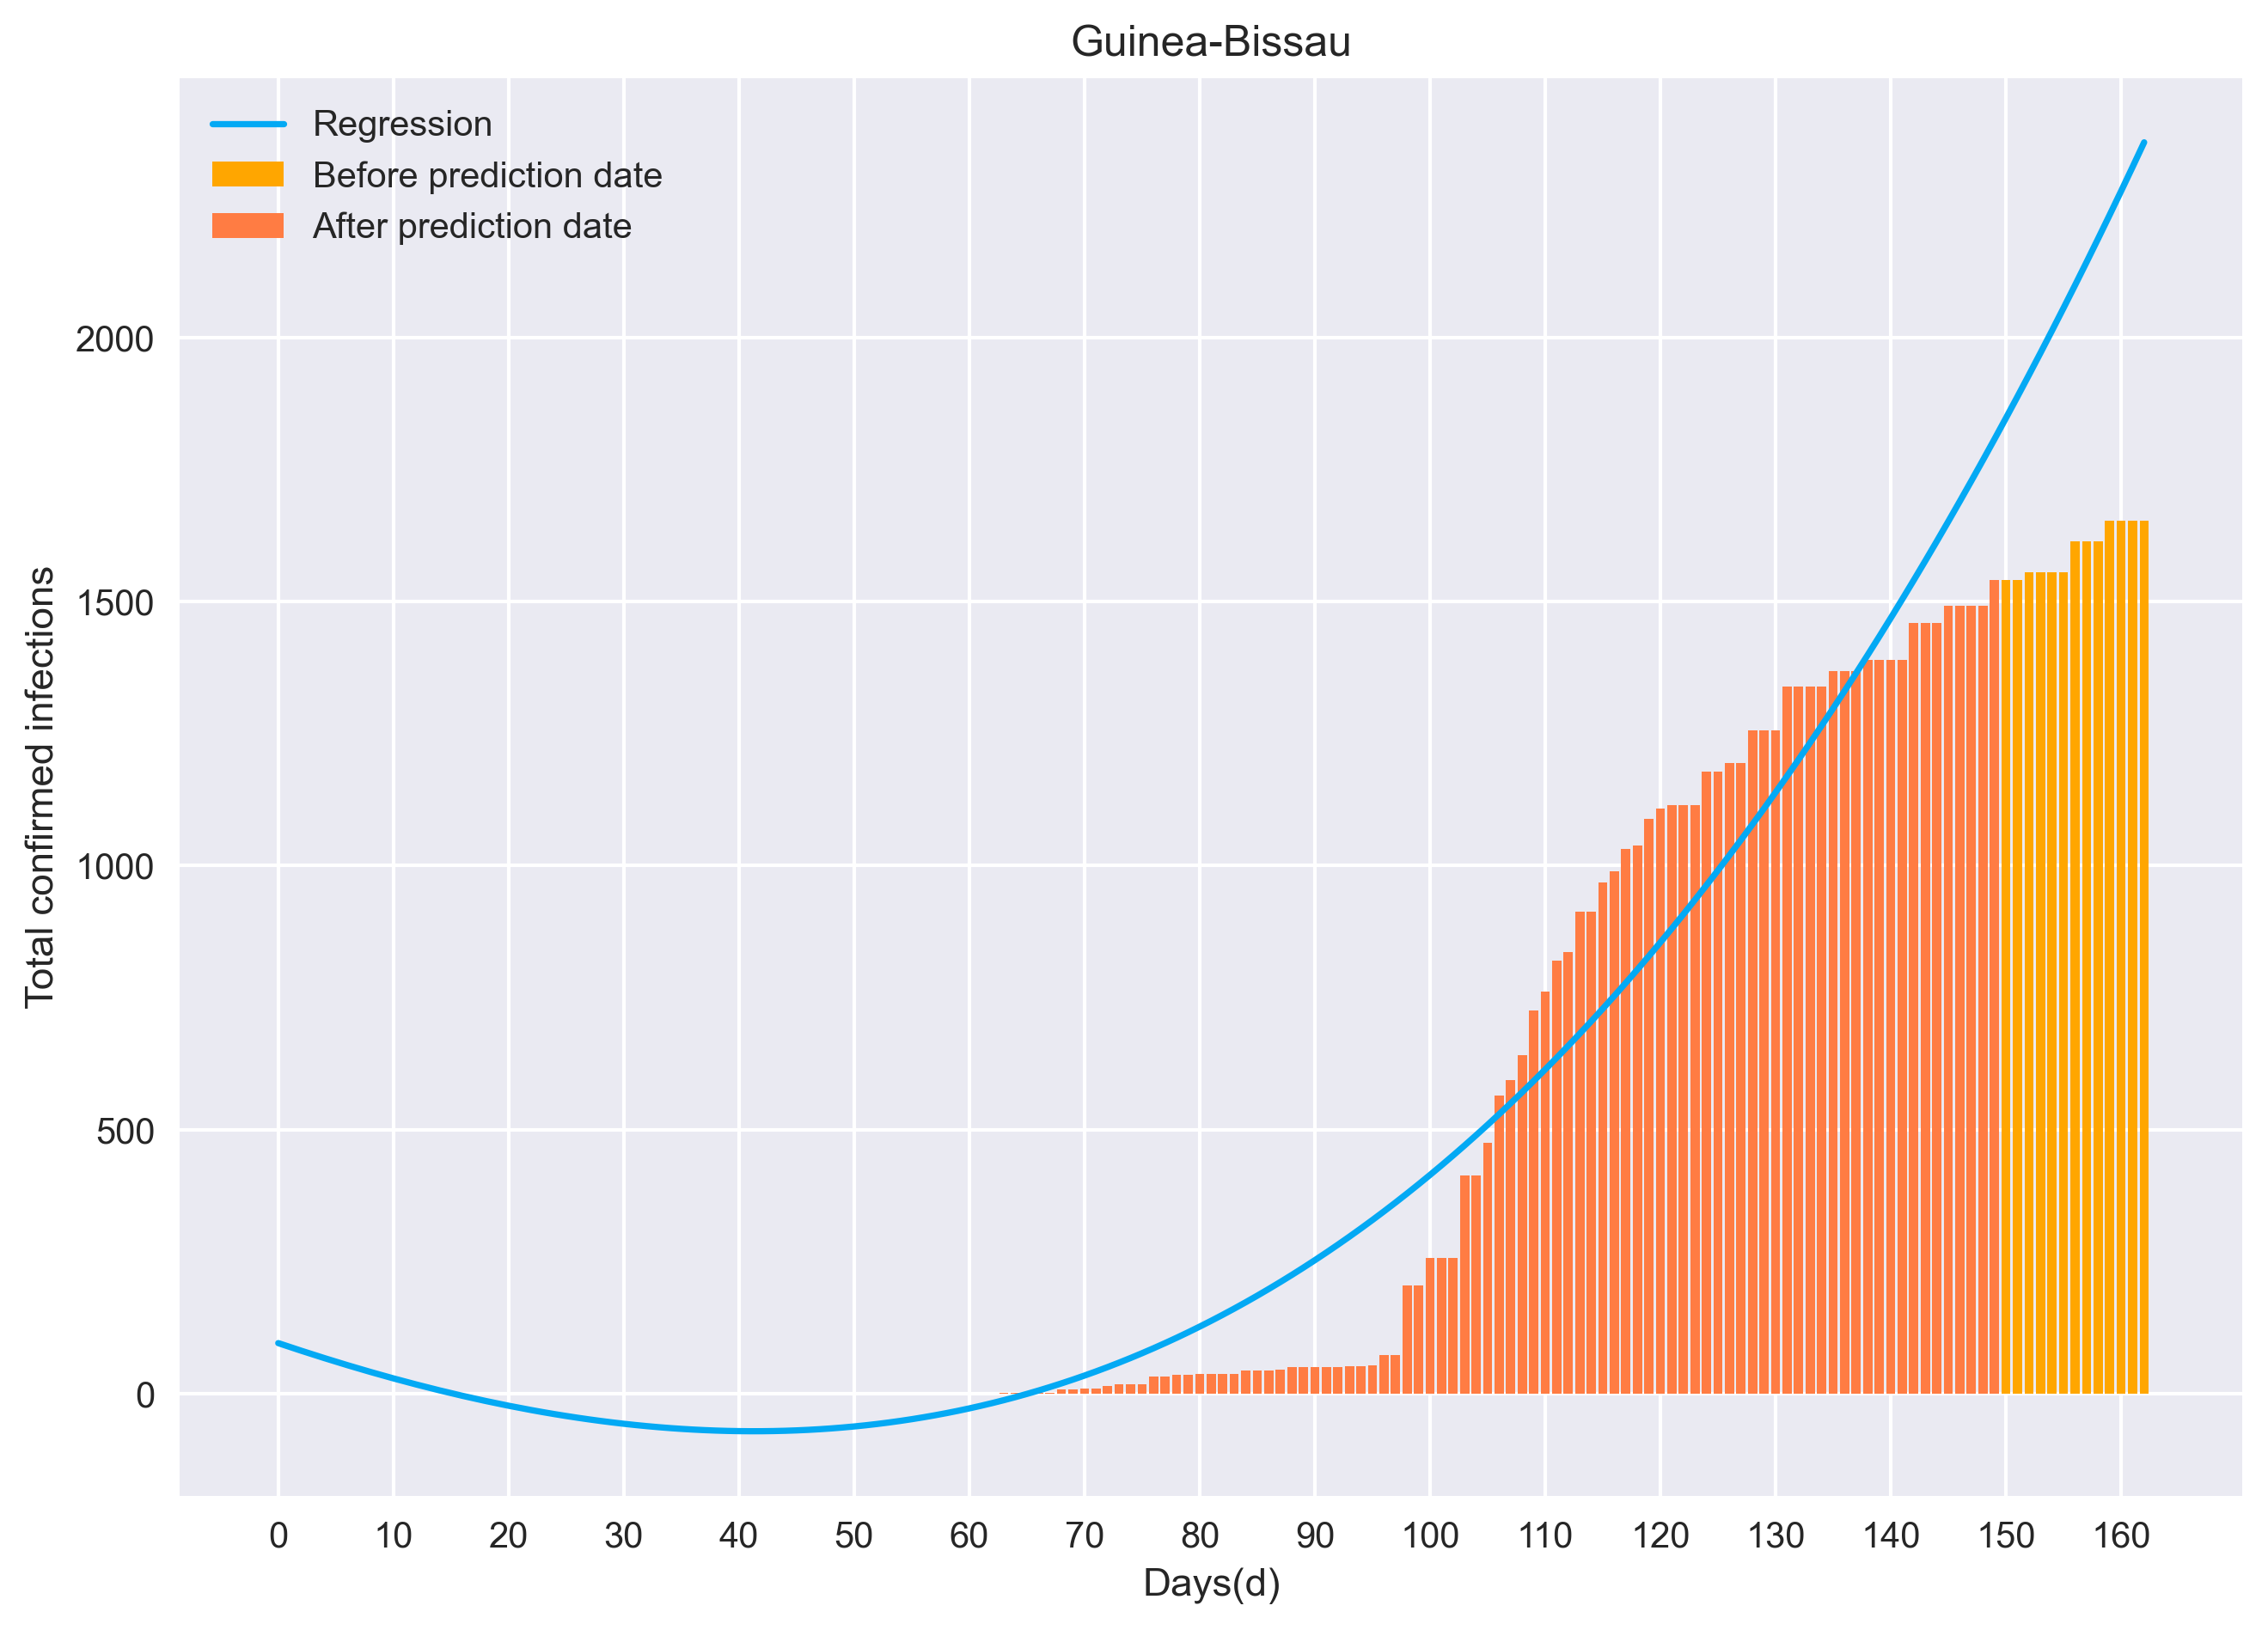 Guinea-Bissau
Regression
Before prediction date
After prediction date
Total confirmed infections
2000
1500
1000
500
0
0 10 20 30 40 50 60 70 80 90 100 110 120 130 140 150 160
Days(d)